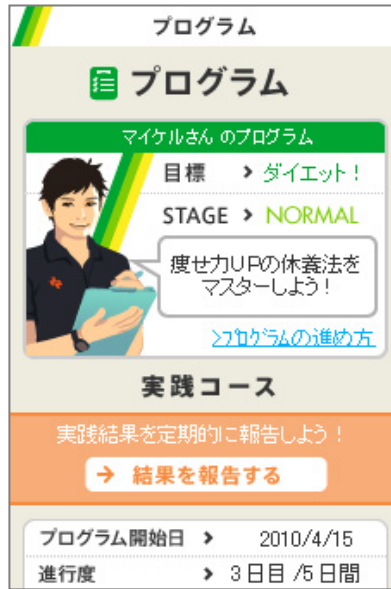 プログラム
プログラム
マイケルさん のプログラム
目標 > ダイエット!
STAGE > NORMAL
痩せ力UPの休養法を
マスターしよう!
>プログラムの進め方
実践コース
実践結果を定期的に報告しよう!
→ 結果を報告する
プログラム開始日 > 2010/4/15
進行度 > 3日目/5日間